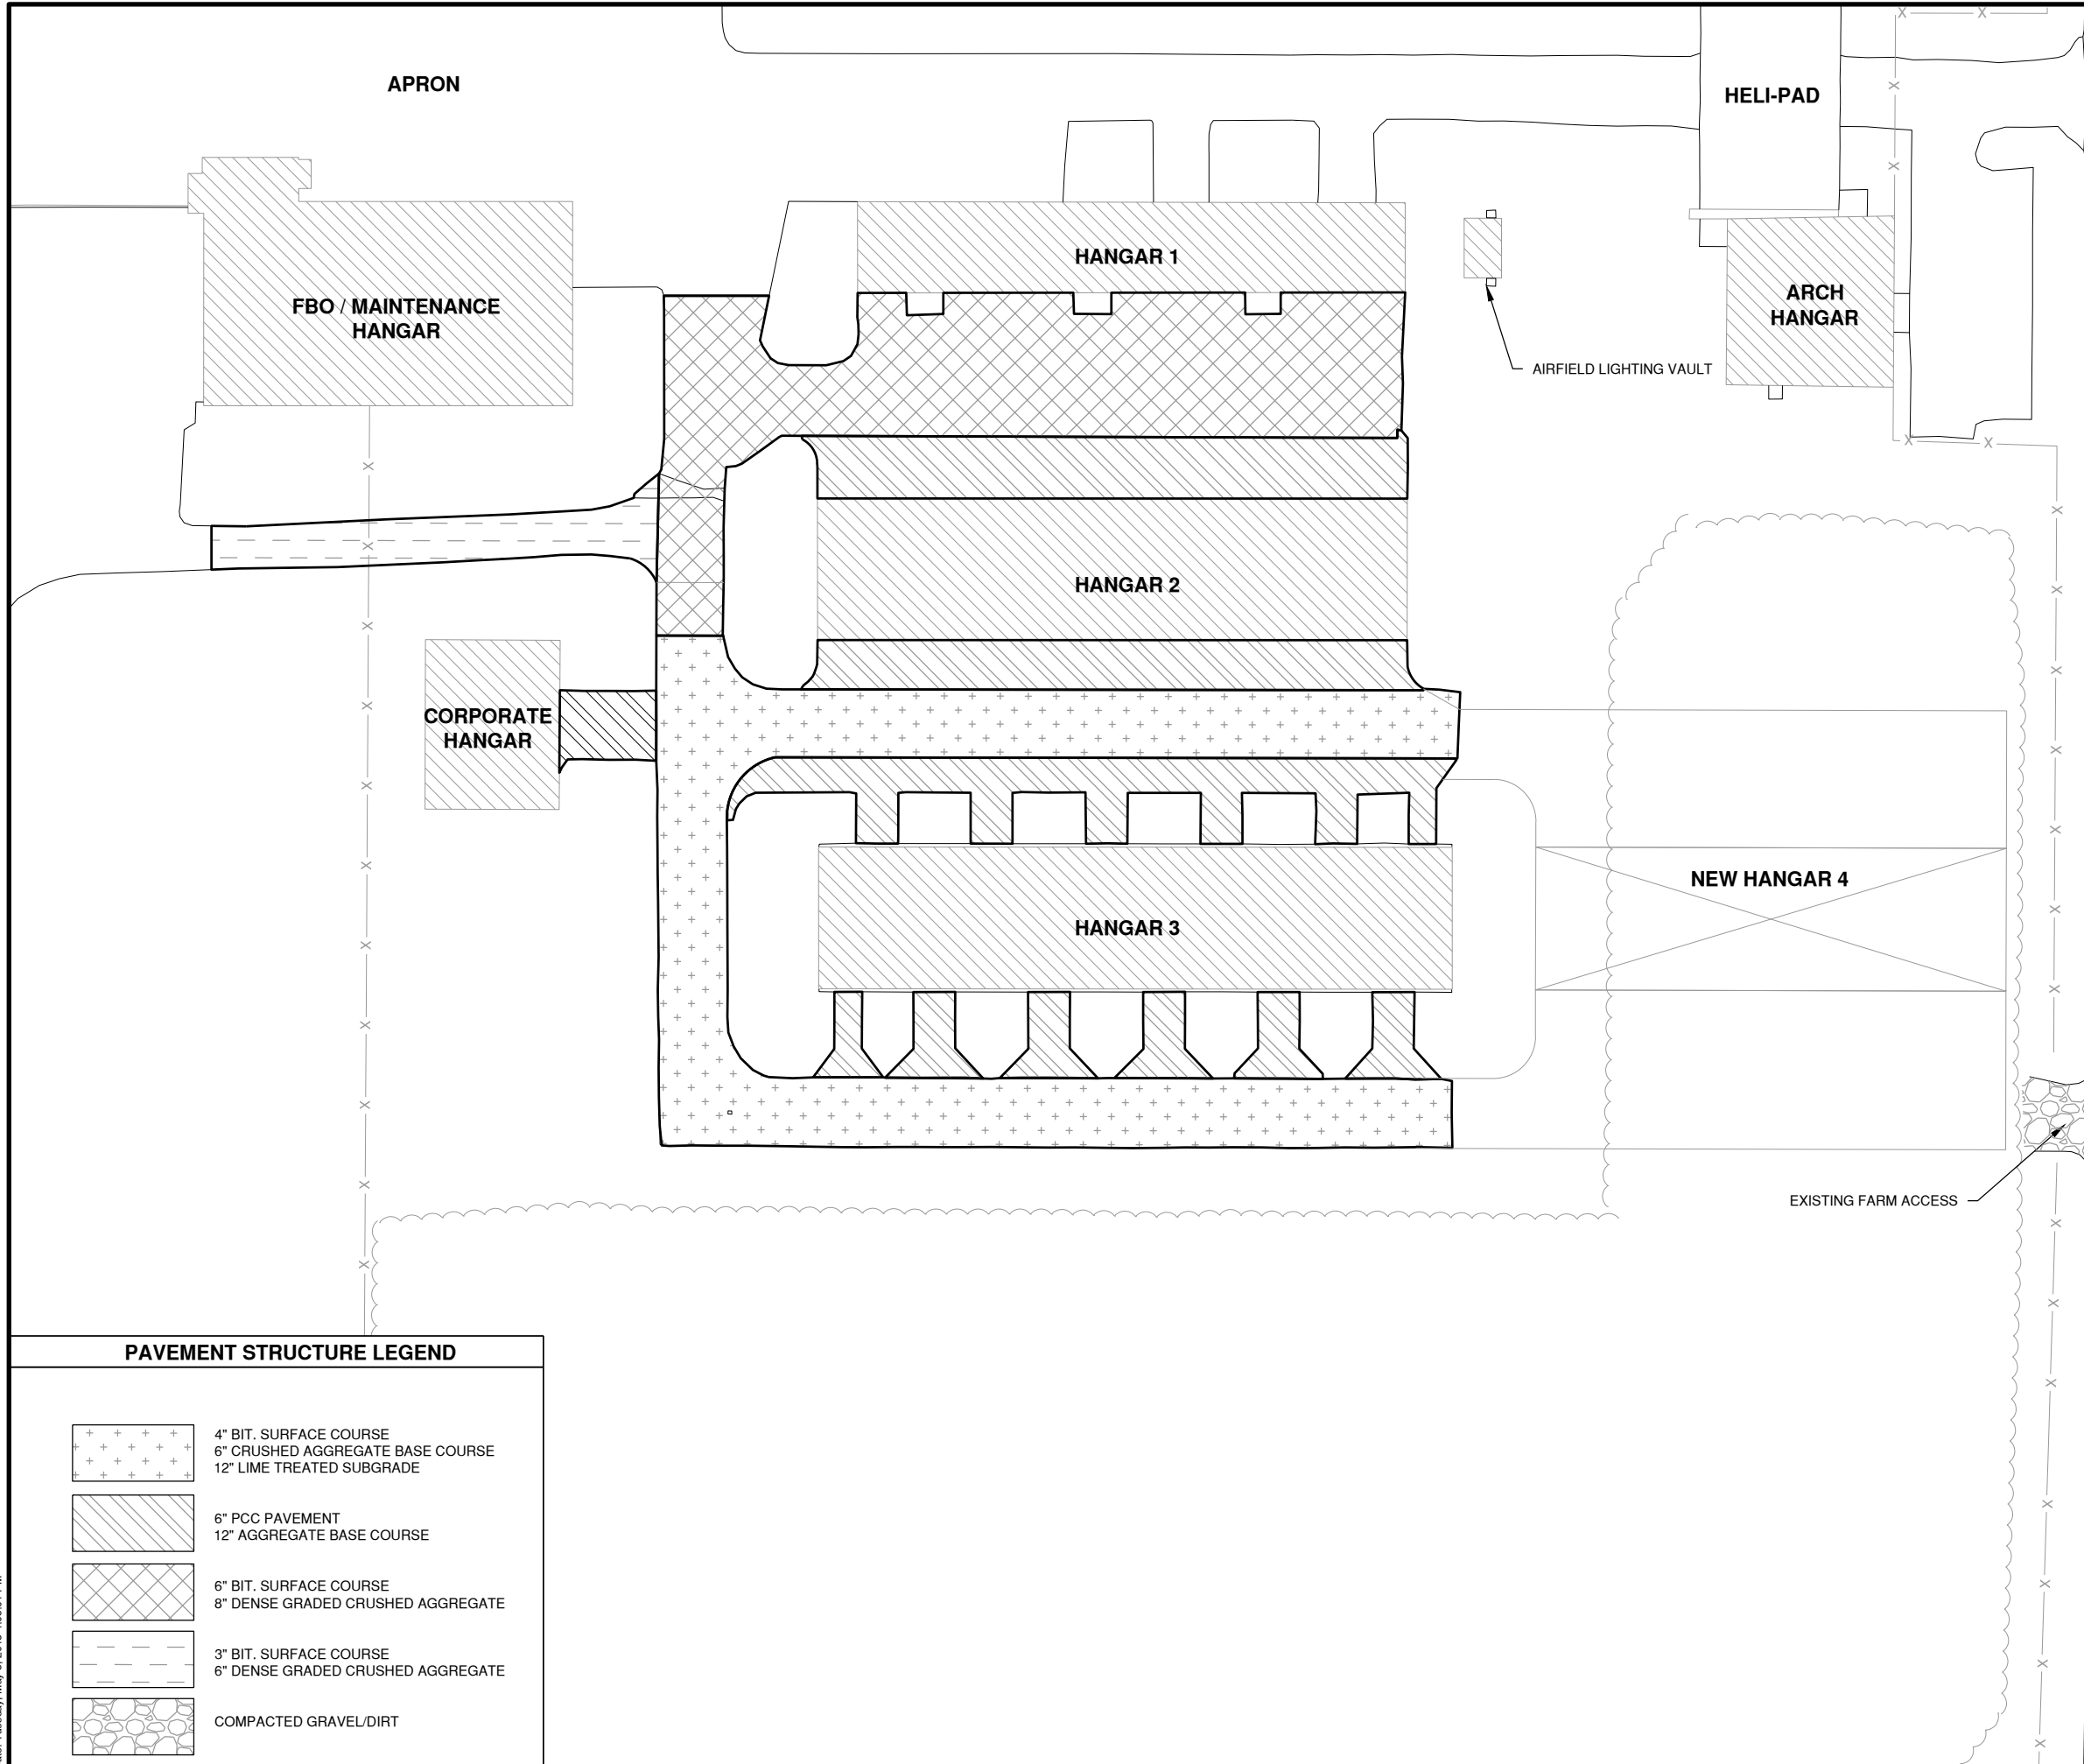 APRON
HELI-PAD
HANGAR 1
FBO / MAINTENANCE
HANGAR
ARCH
HANGAR
AIRFIELD LIGHTING VAULT
HANGAR 2
CORPORATE
HANGAR
NEW HANGAR 4
HANGAR 3
EXISTING FARM ACCESS
PAVEMENT STRUCTURE LEGEND
4" BIT. SURFACE COURSE
6" CRUSHED AGGREGATE BASE COURSE
12" LIME TREATED SUBGRADE
6" PCC PAVEMENT
12" AGGREGATE BASE COURSE
6" BIT. SURFACE COURSE
8" DENSE GRADED CRUSHED AGGREGATE
3" BIT. SURFACE COURSE
6" DENSE GRADED CRUSHED AGGREGATE
COMPACTED GRAVEL/DIRT